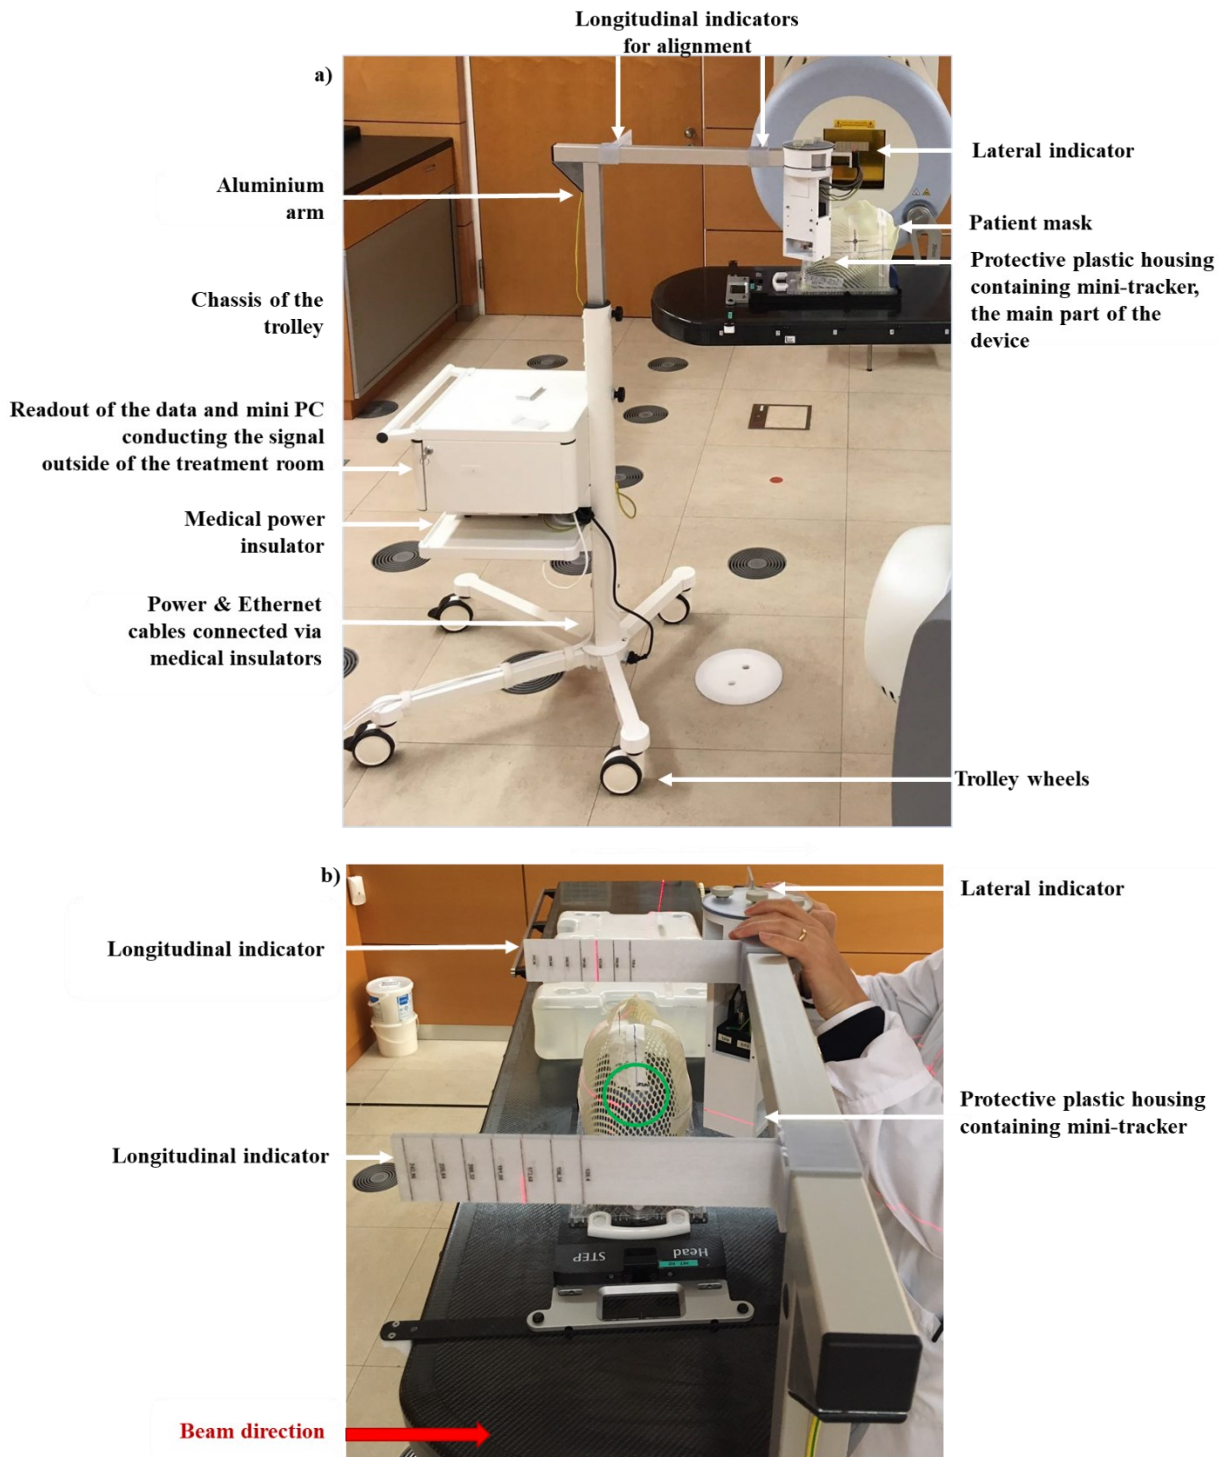 Longitudinal indicators
for alignment
a)
Lateral indicator
Aluminium
arm
Patient mask
Protective plastic housing
containing mini-tracker,
the main part of the
device
Chassis of the
trolley
Readout of the data and mini PC
conducting the signal
outside of the treatment room
Medical power
insulator
Power & Ethernet
cables connected via
medical insulators
Trolley wheels
b)
Lateral indicator
Longitudinal indicator
Protective plastic housing
containing mini-tracker
Longitudinal indicator
Head
STEP
Beam direction